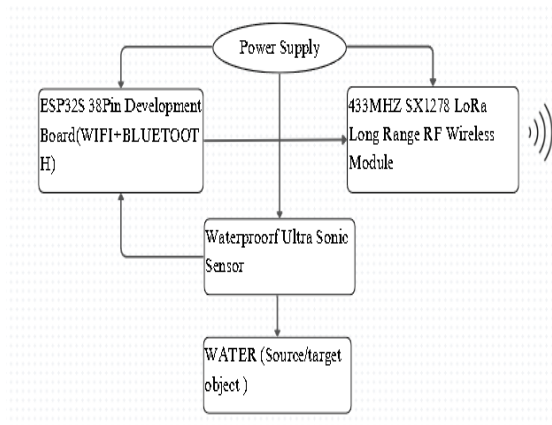 Power Supply
ESP32S 38Pin Development
Board(WIFI+BLUETOOT
H)
433MHZ SX1278 LoRa
Long Range RF Wireless
Module
Waterproorf Ultra Sonic
Sensor
WATER (Source/target
object )